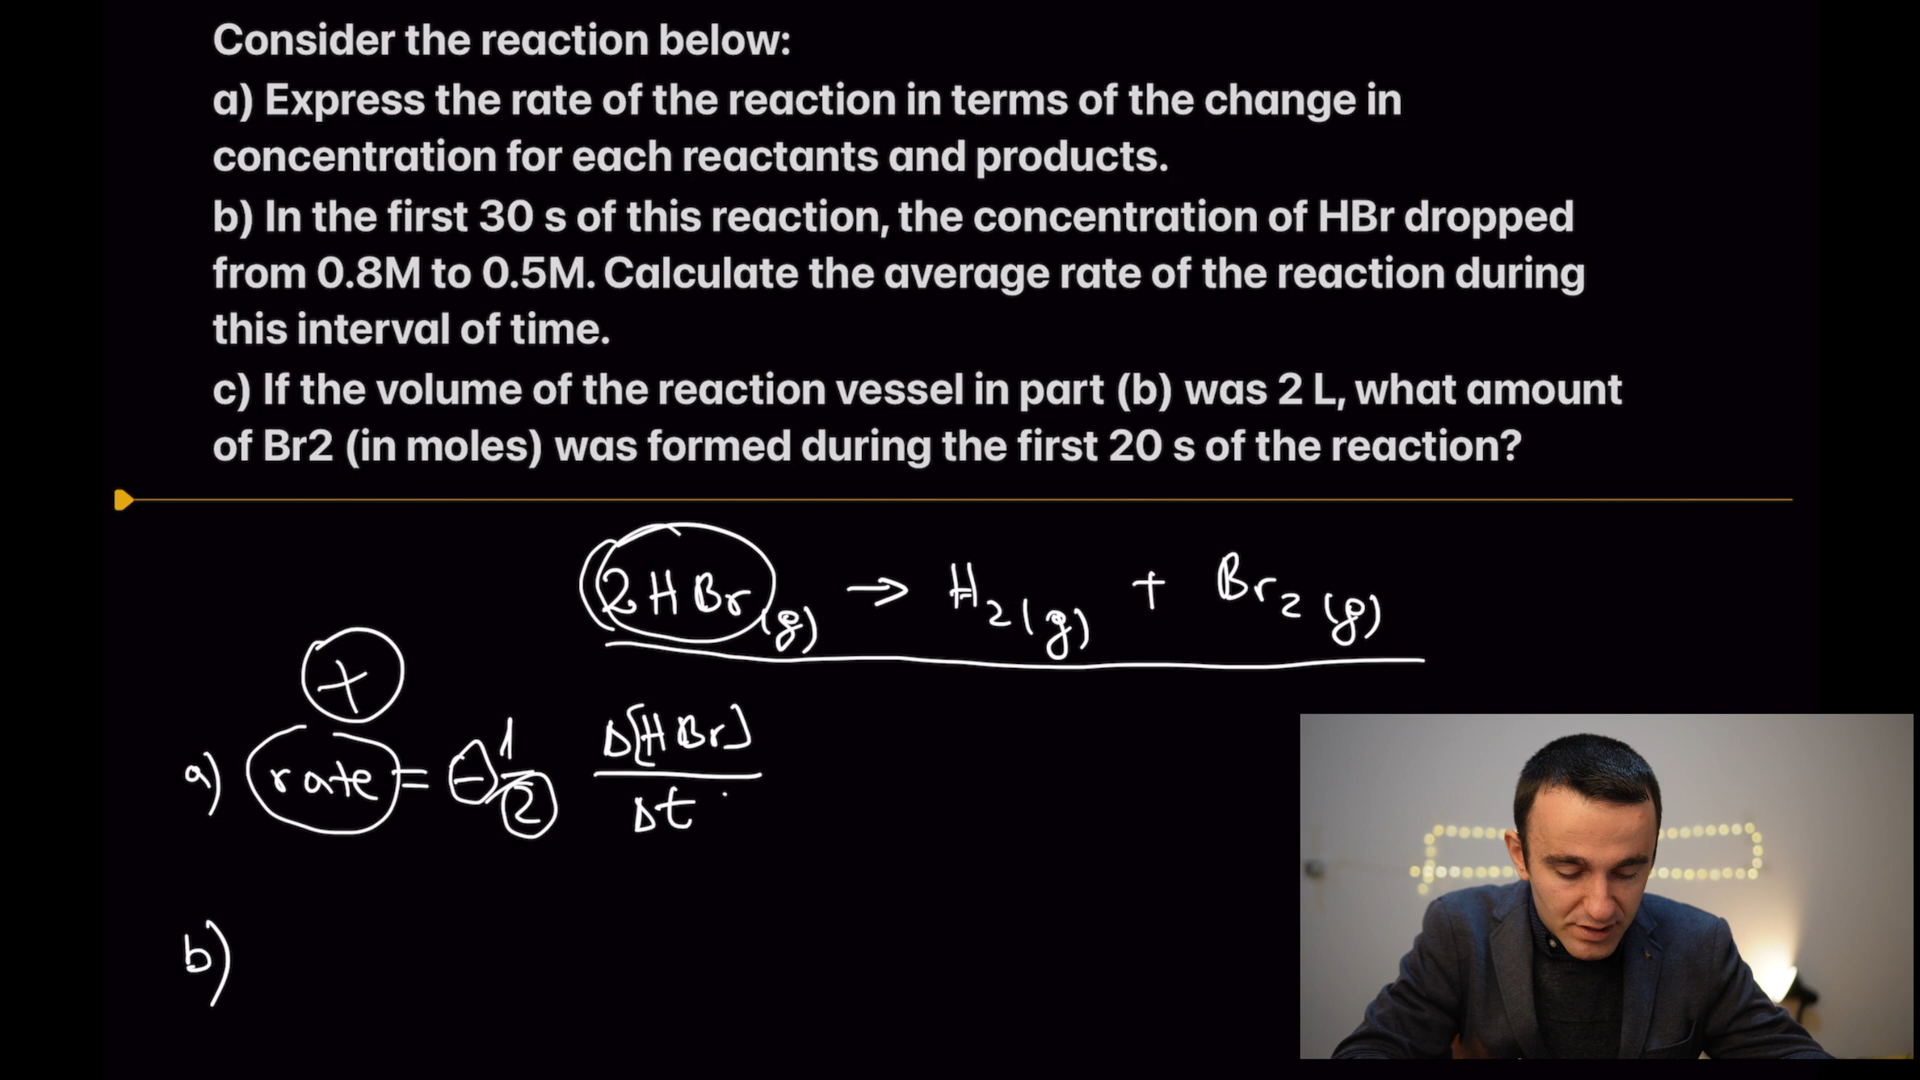 Consider the reaction below:
a) Express the rate of the reaction in terms of the change in
concentration for each reactants and products.
b) In the first 30 s of this reaction, the concentration of HBr dropped
from 0.8M to 0.5M. Calculate the average rate of the reaction during
this interval of time.
c) If the volume of the reaction vessel in part (b) was 2 L, what amount
of Br2 (in moles) was formed during the first 20 s of the reaction?
2HBr(g) → H2(g) + Br2(g)
+
a) rate = - 1/2 Δ[HBr]/Δt
b)